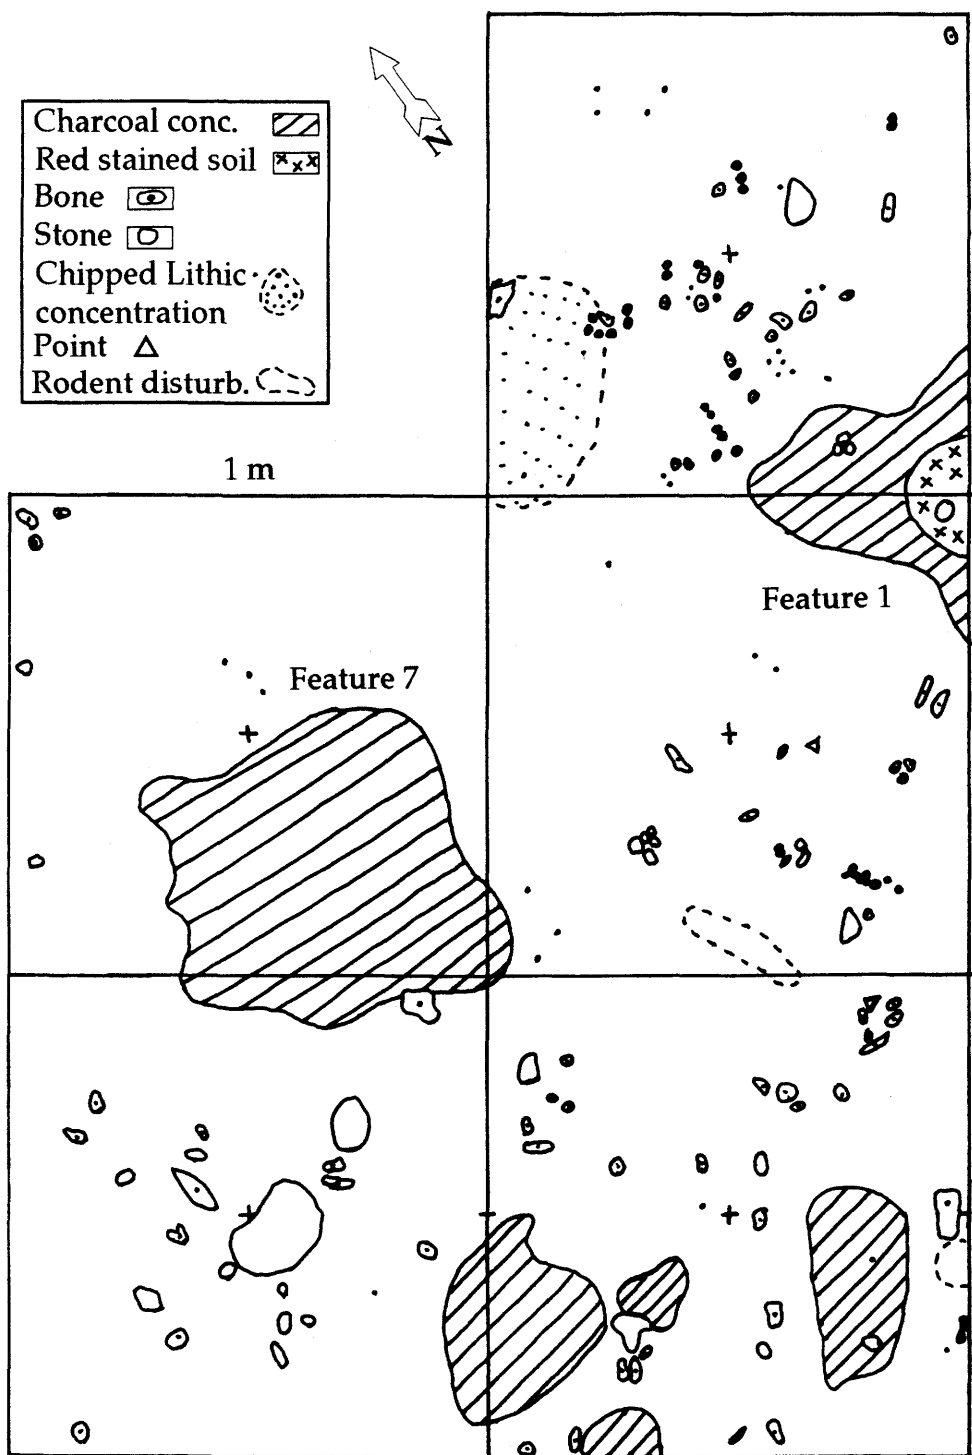 N
Charcoal conc.
Red stained soil
Bone
Stone
Chipped Lithic
concentration
Point
Rodent disturb.
1 m
Feature 1
Feature 7